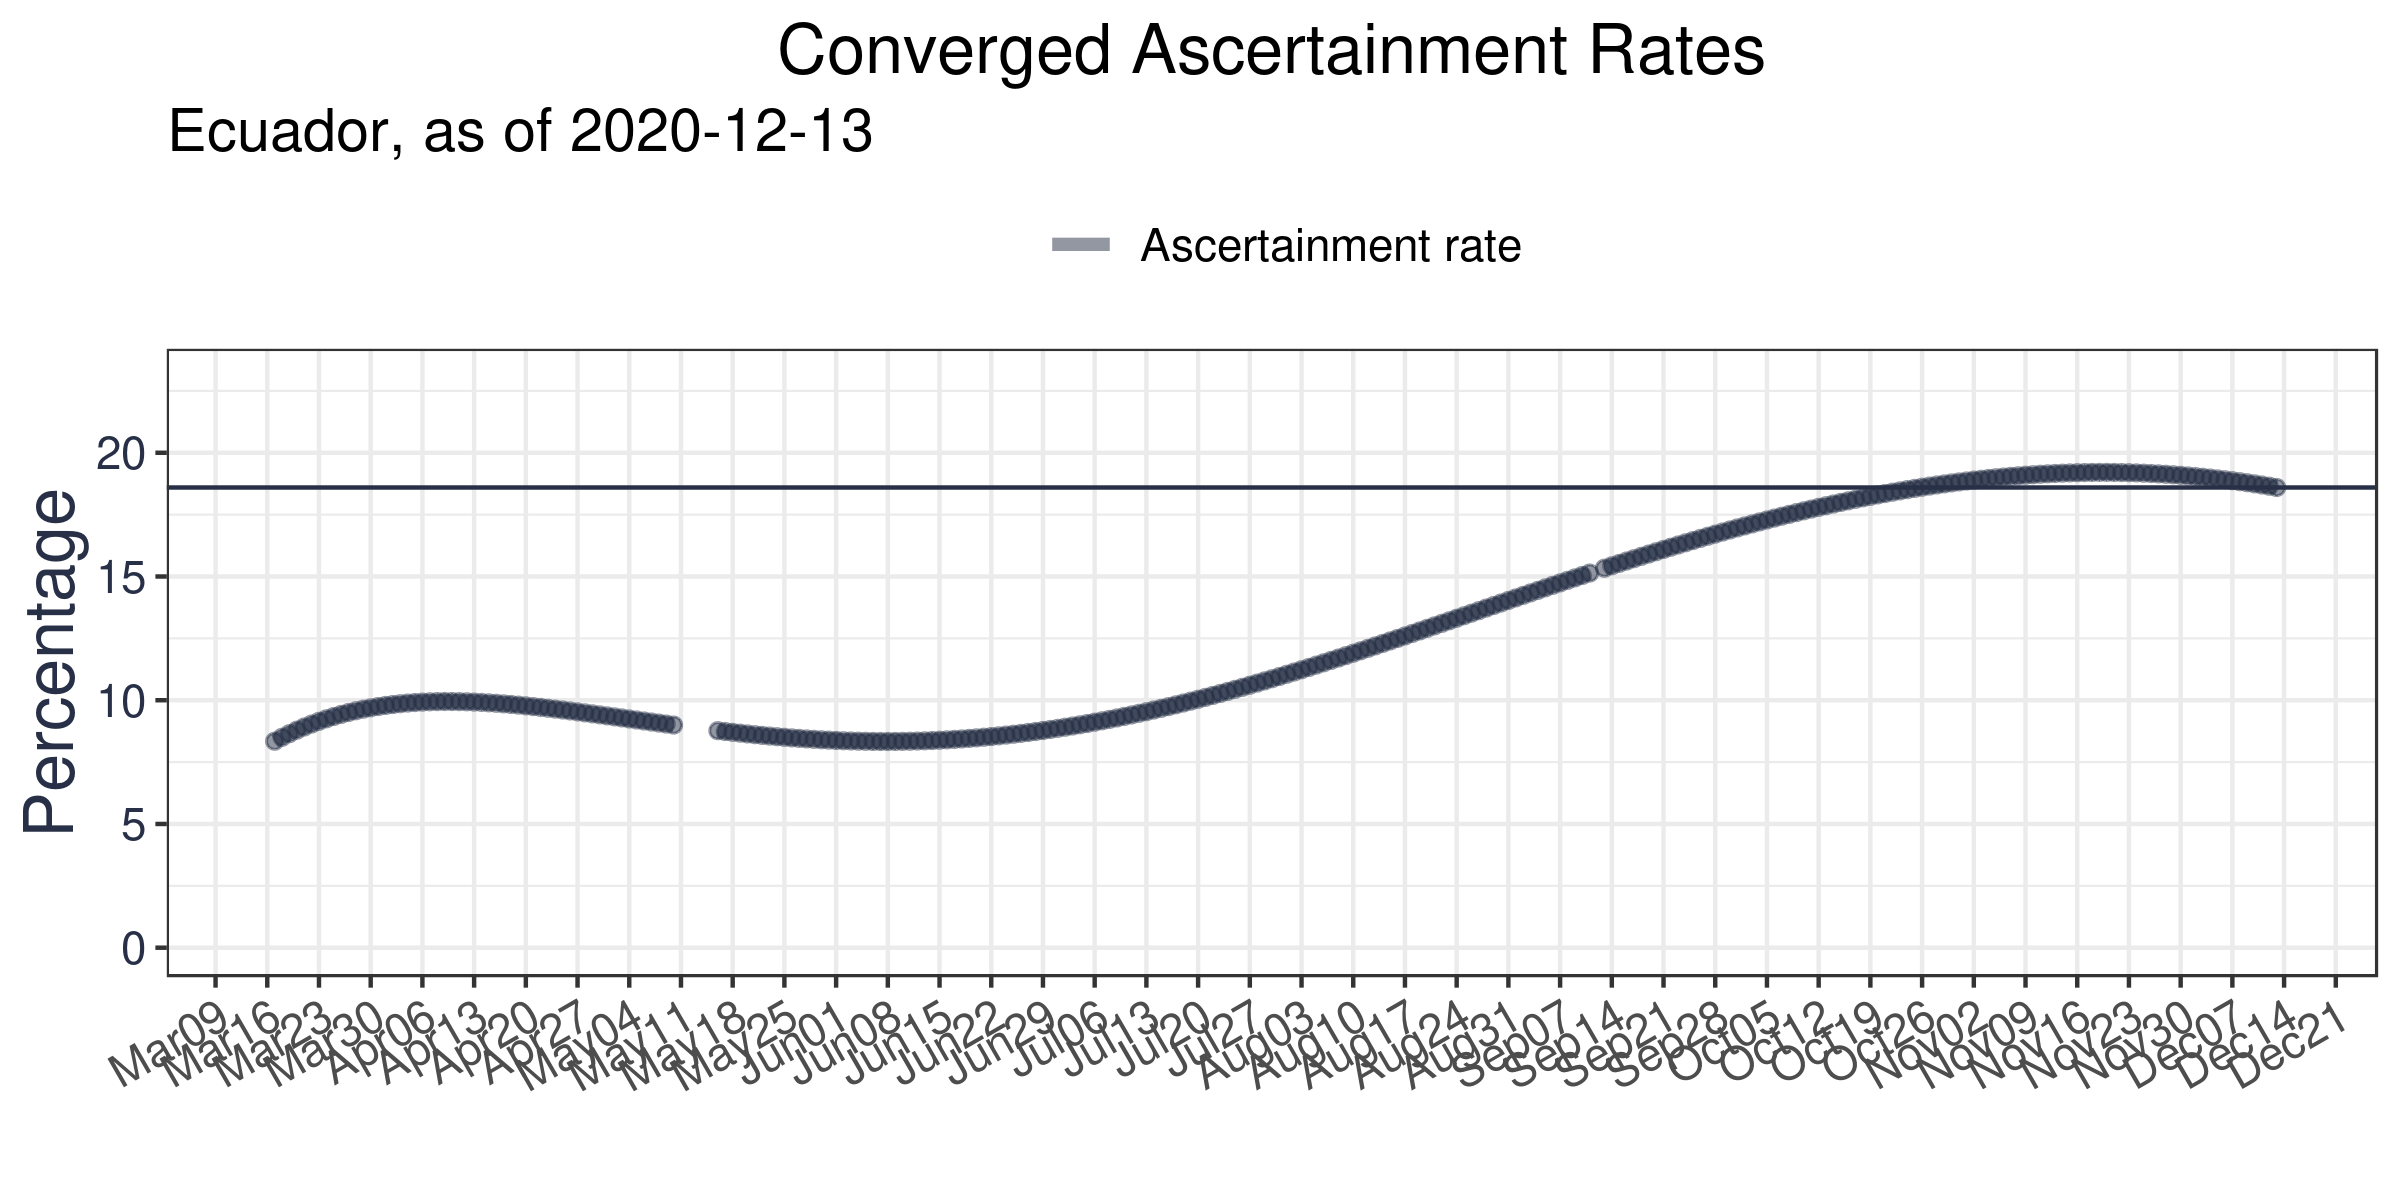 Converged Ascertainment Rates
Ecuador, as of 2020-12-13
Ascertainment rate
Percentage
20
15
10
5
0
Mar09
Mar16
Mar23
Mar30
Apr06
Apr13
Apr20
Apr27
May04
May11
May18
May25
Jun01
Jun08
Jun15
Jun22
Jun29
Jul06
Jul13
Jul20
Jul27
Aug03
Aug10
Aug17
Aug24
Aug31
Sep07
Sep14
Sep21
Sep28
Oct05
Oct12
Oct19
Oct26
Nov02
Nov09
Nov16
Nov23
Nov30
Dec07
Dec14
Dec21